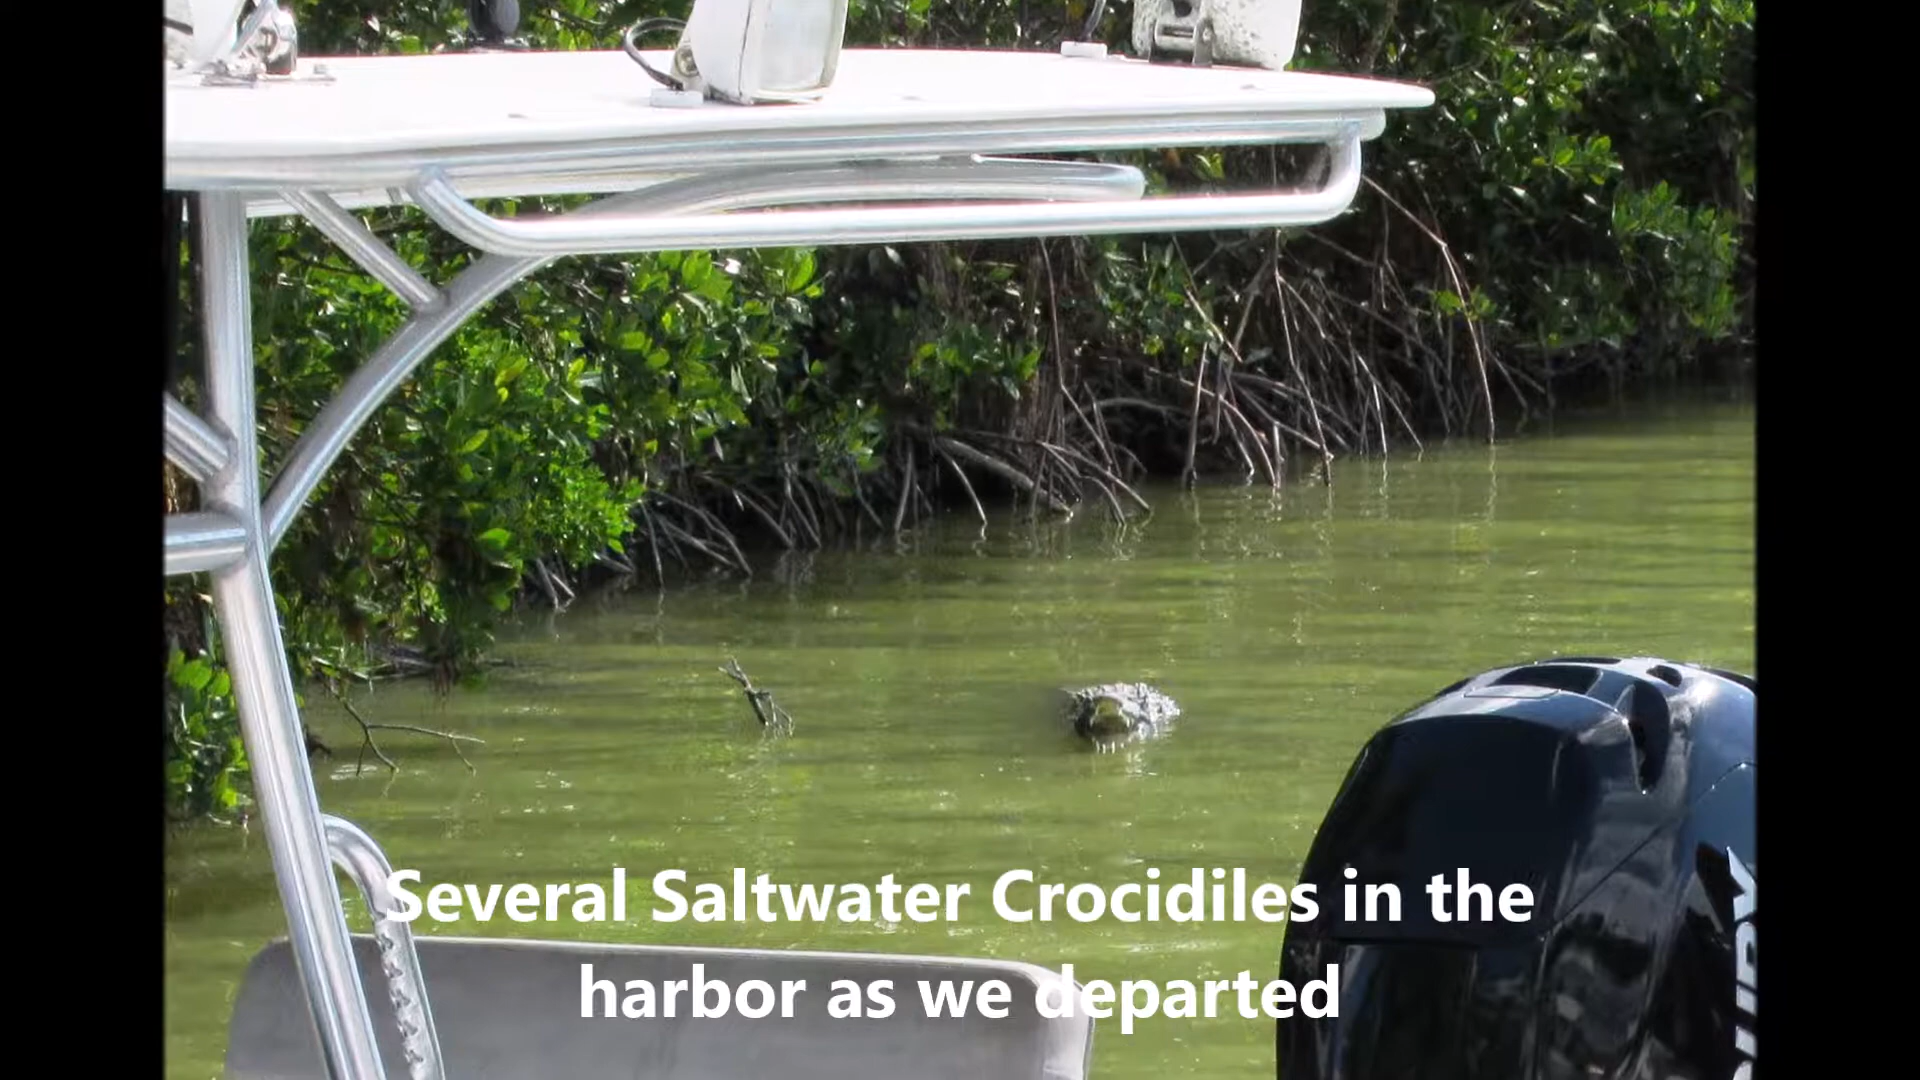 Several Saltwater Crocidiles in the
harbor as we departed